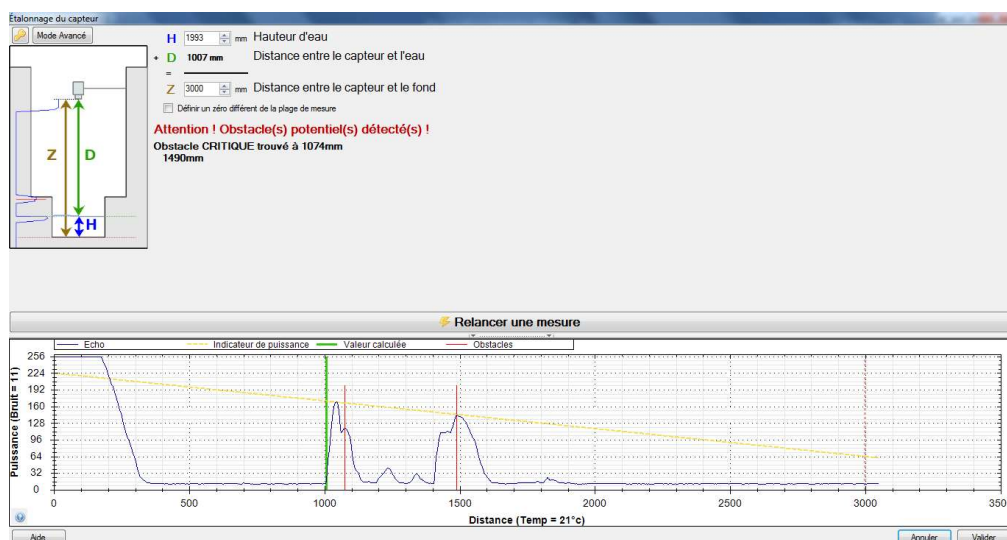 Etalonnage du capteur
Mode Avancé
H 1993 mm Hauteur d'eau
+ D 1007 mm Distance entre le capteur et l'eau
=
Z 3000 mm Distance entre le capteur et le fond
Définir un zéro différent de la plage de mesure
Attention ! Obstacle(s) potentiel(s) détecté(s) !
Obstacle CRITIQUE trouvé à 1074mm
1490mm
Z D
H
Relancer une mesure
Echo Indicateur de puissance Valeur calculée Obstacles
Puissance (Bruit = 11)
256
224
192
160
128
96
64
32
0
0 500 1000 1500 2000 2500 3000 350
Distance (Temp = 21°c)
Aide Annuler Valider